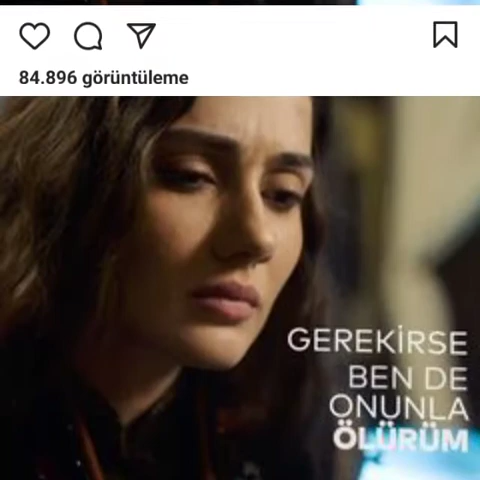 84.896 görüntüleme
GEREKİRSE
BEN DE
ONUNLA
ÖLÜRÜM